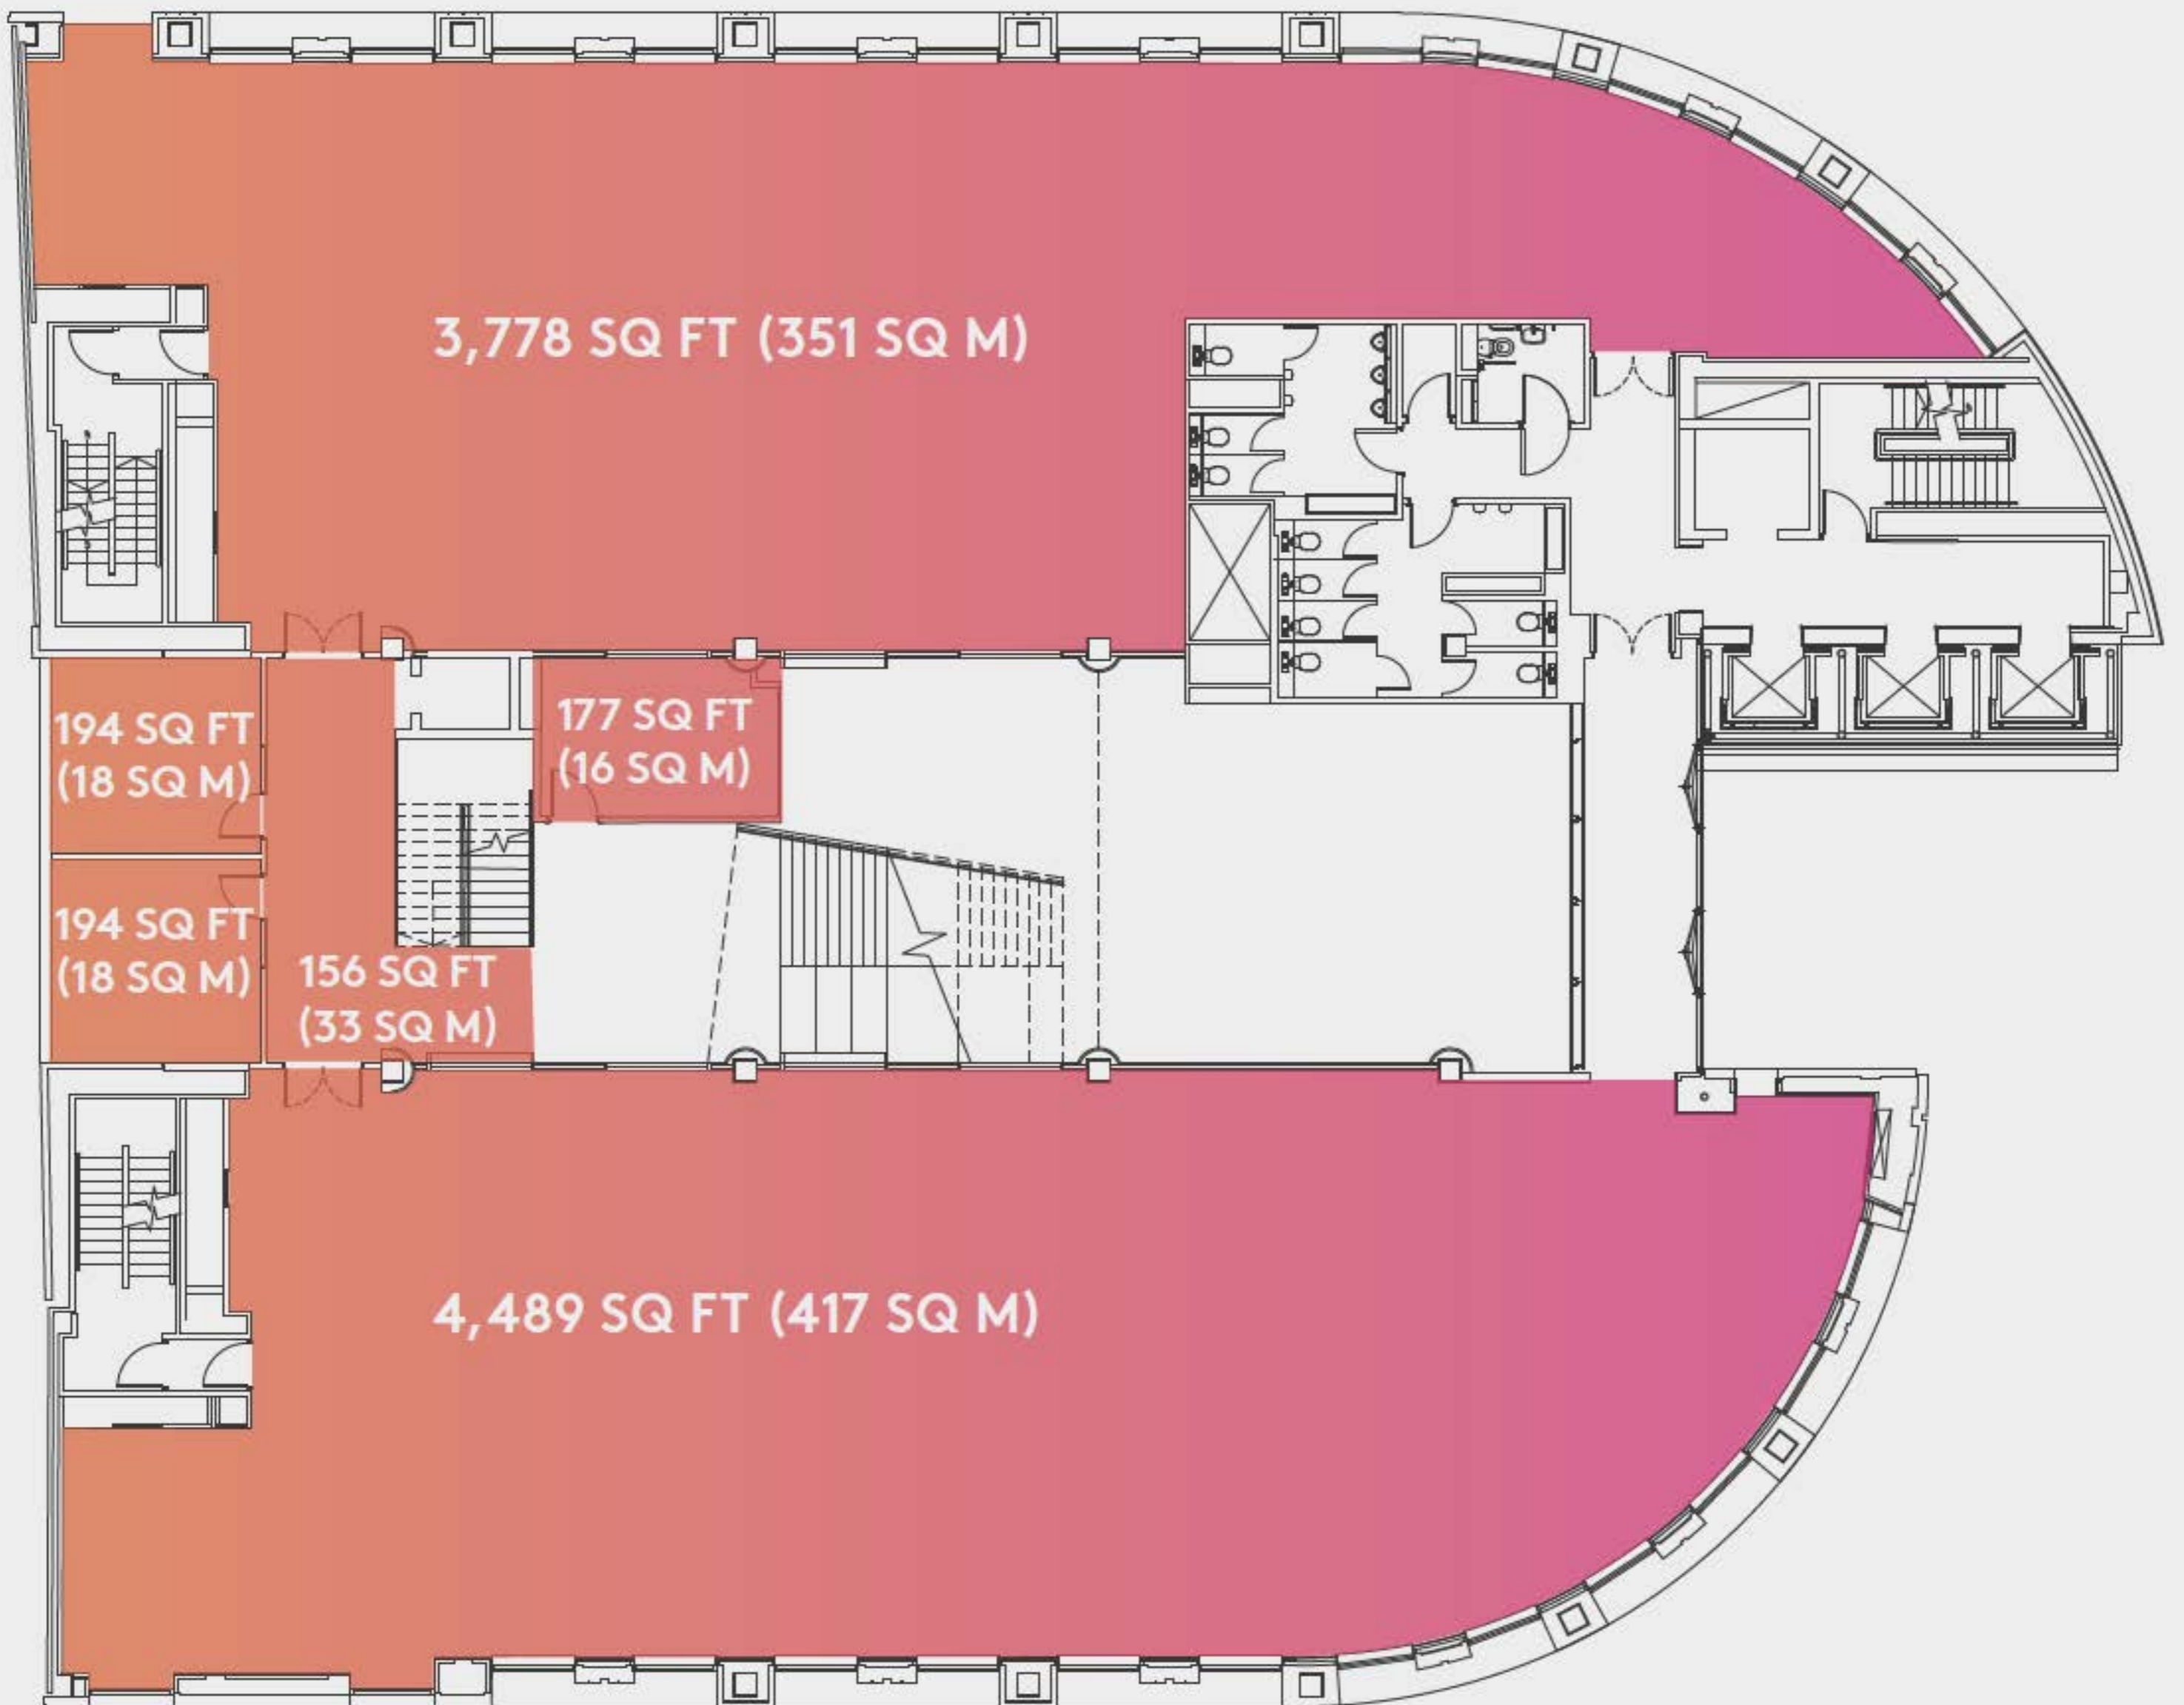 3,778 SQ FT (351 SQ M)
194 SQ FT
(18 SQ M)
177 SQ FT
(16 SQ M)
194 SQ FT
(18 SQ M)
156 SQ FT
(33 SQ M)
4,489 SQ FT (417 SQ M)